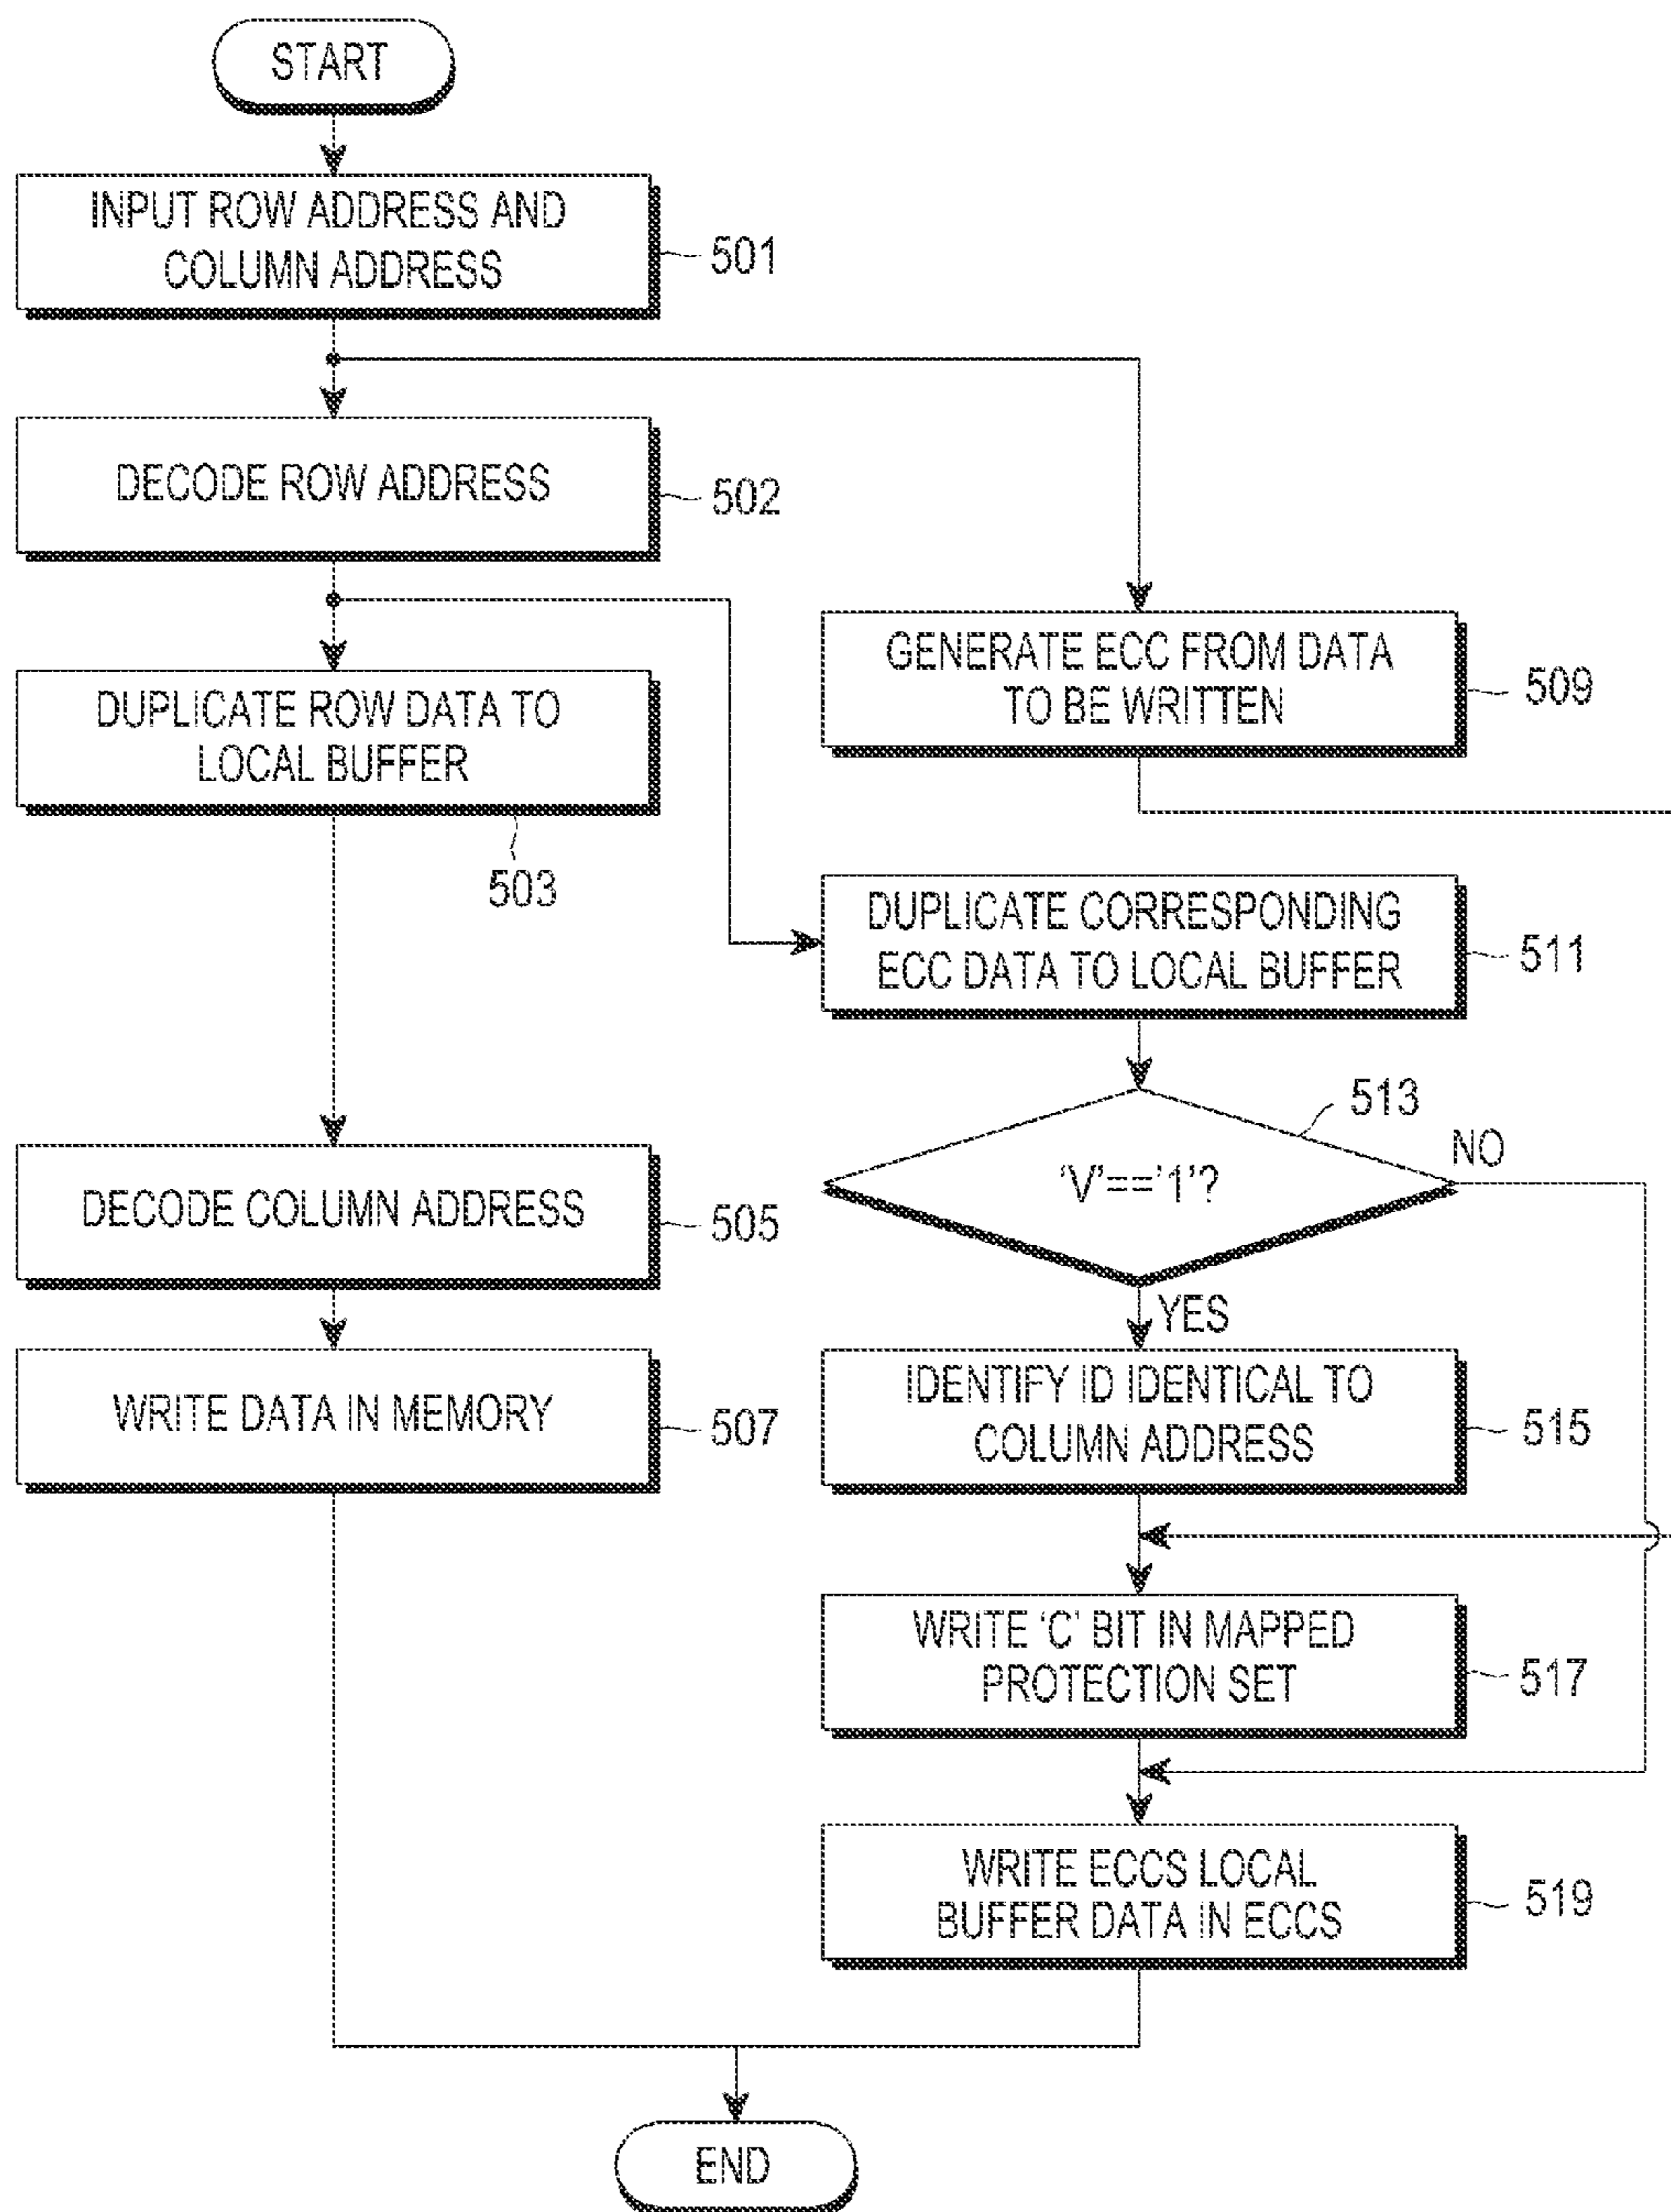 START
INPUT ROW ADDRESS AND
COLUMN ADDRESS
501
DECODE ROW ADDRESS
502
DUPLICATE ROW DATA TO
LOCAL BUFFER
503
GENERATE ECC FROM DATA
TO BE WRITTEN
509
DUPLICATE CORRESPONDING
ECC DATA TO LOCAL BUFFER
511
513
'V'=='1'?
NO
YES
DECODE COLUMN ADDRESS
505
WRITE DATA IN MEMORY
507
IDENTIFY ID IDENTICAL TO
COLUMN ADDRESS
515
WRITE 'C' BIT IN MAPPED
PROTECTION SET
517
WRITE ECCS LOCAL
BUFFER DATA IN ECCS
519
END